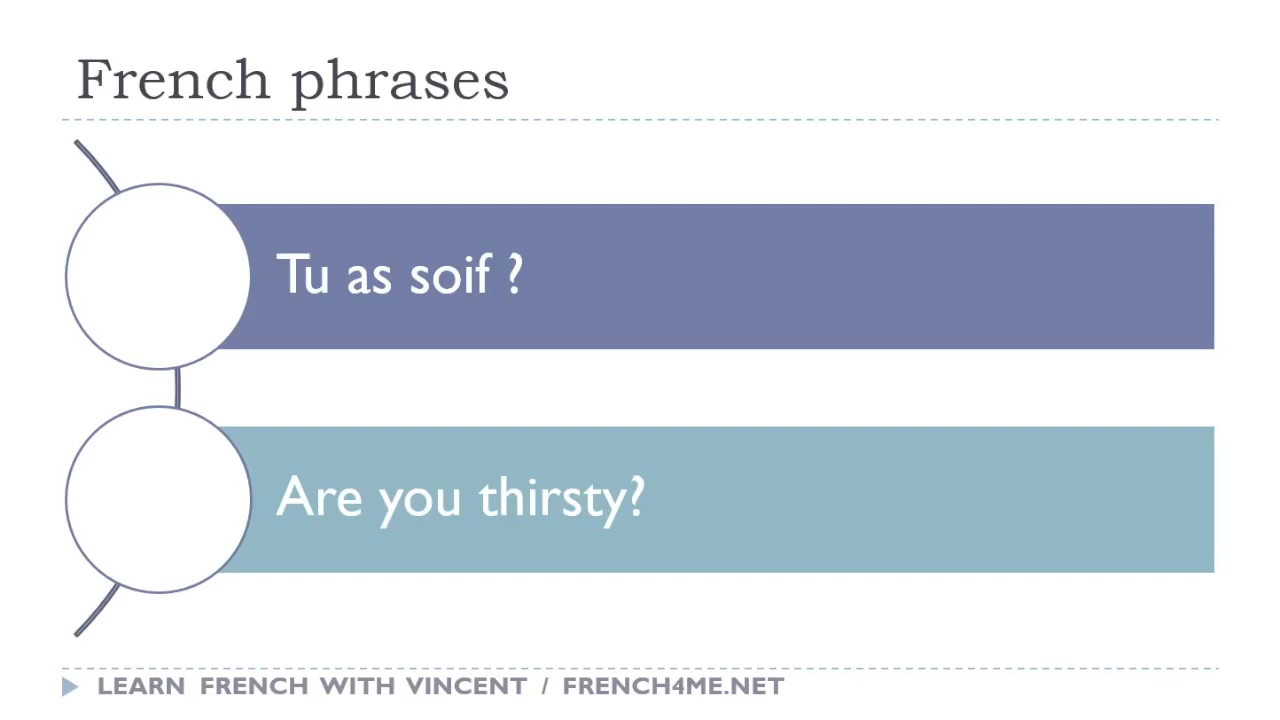 French phrases
Tu as soif ?
Are you thirsty?
LEARN FRENCH WITH VINCENT / FRENCH4ME.NET